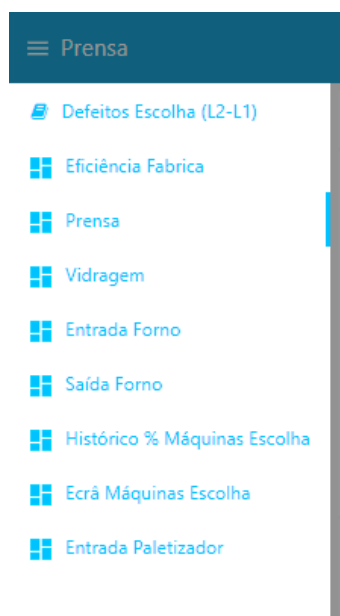 Prensa
Defeitos Escolha (L2-L1)
Eficiência Fabrica
Prensa
Vidragem
Entrada Forno
Saída Forno
Histórico % Máquinas Escolha
Ecrâ Máquinas Escolha
Entrada Paletizador